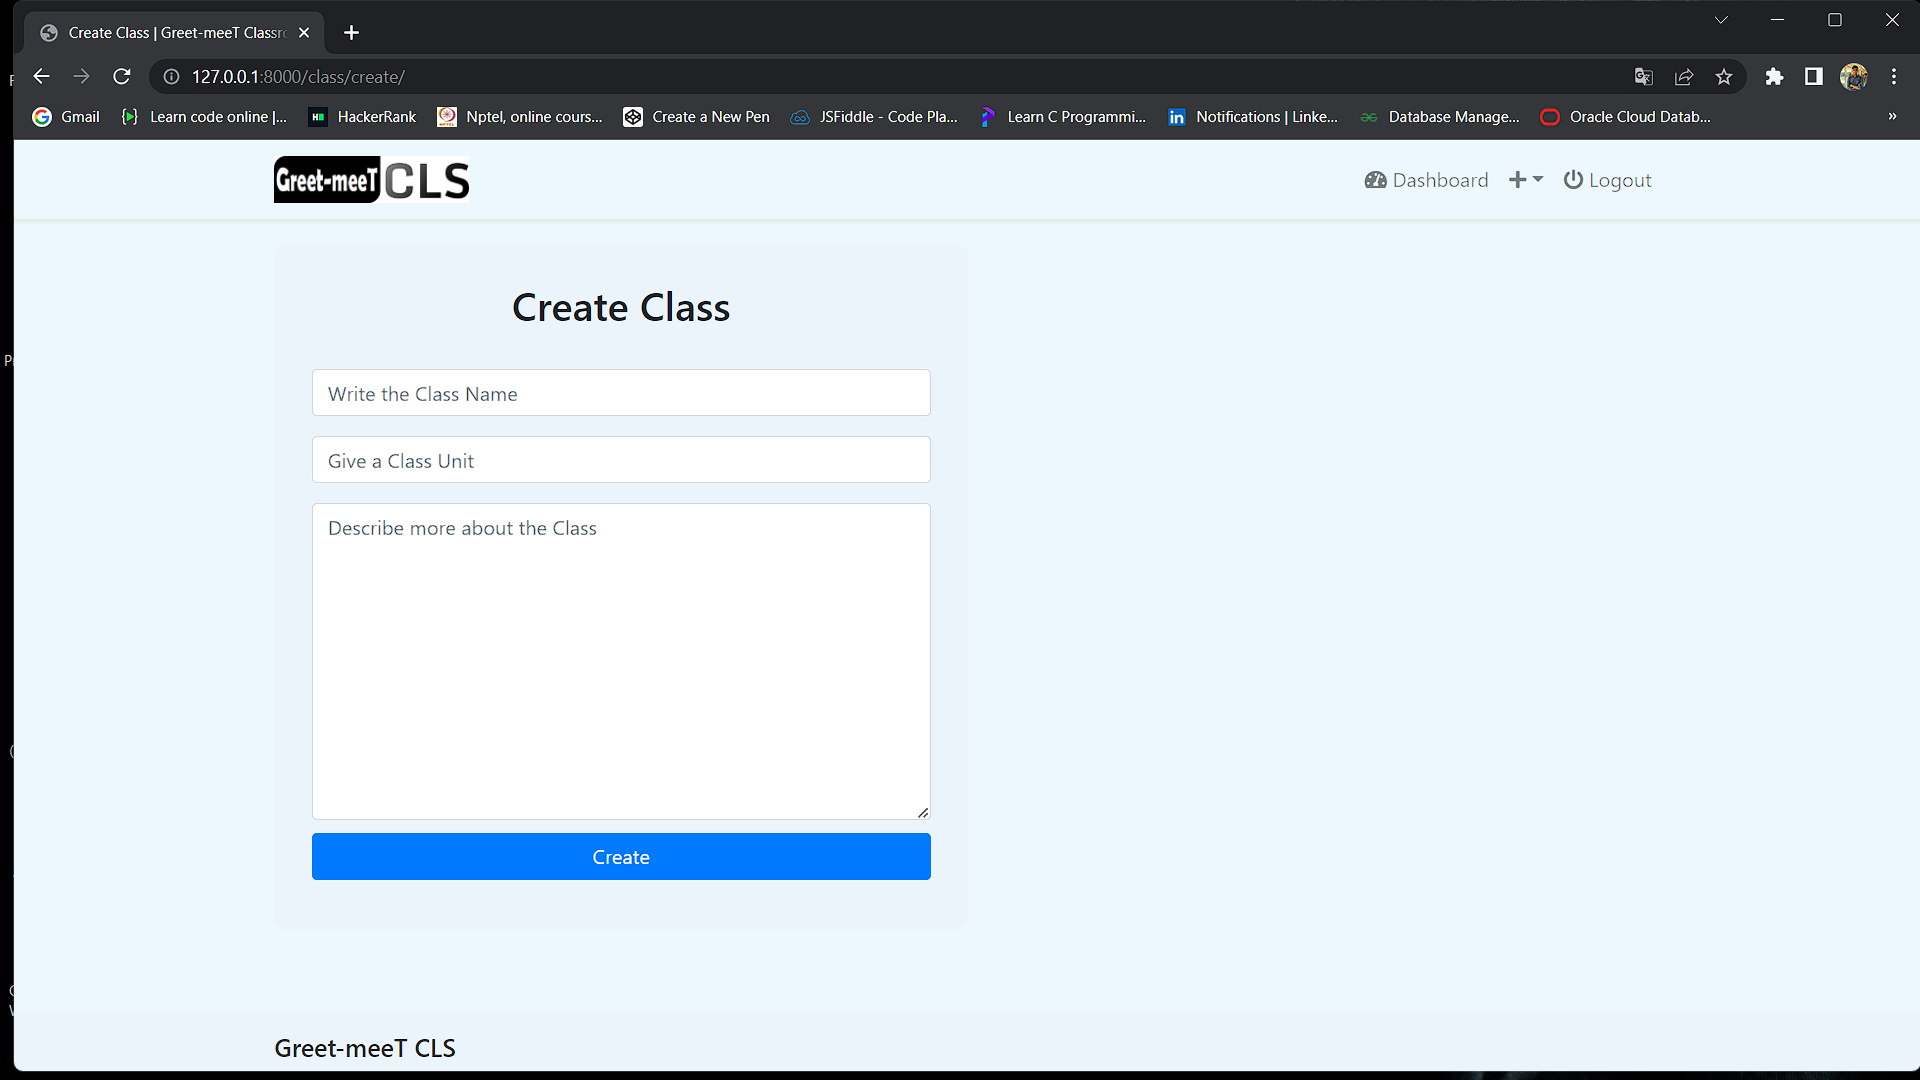 Create Class | Greet-meeT Classro
127.0.0.1:8000/class/create/
Gmail Learn code online |... HackerRank Nptel, online cours... Create a New Pen JSFiddle - Code Pla... Learn C Programmi... Notifications | Linke... Database Manage... Oracle Cloud Datab... »
Greet-meeT CLS Dashboard Logout
Create Class
Write the Class Name
Give a Class Unit
Describe more about the Class
Create
Greet-meeT CLS